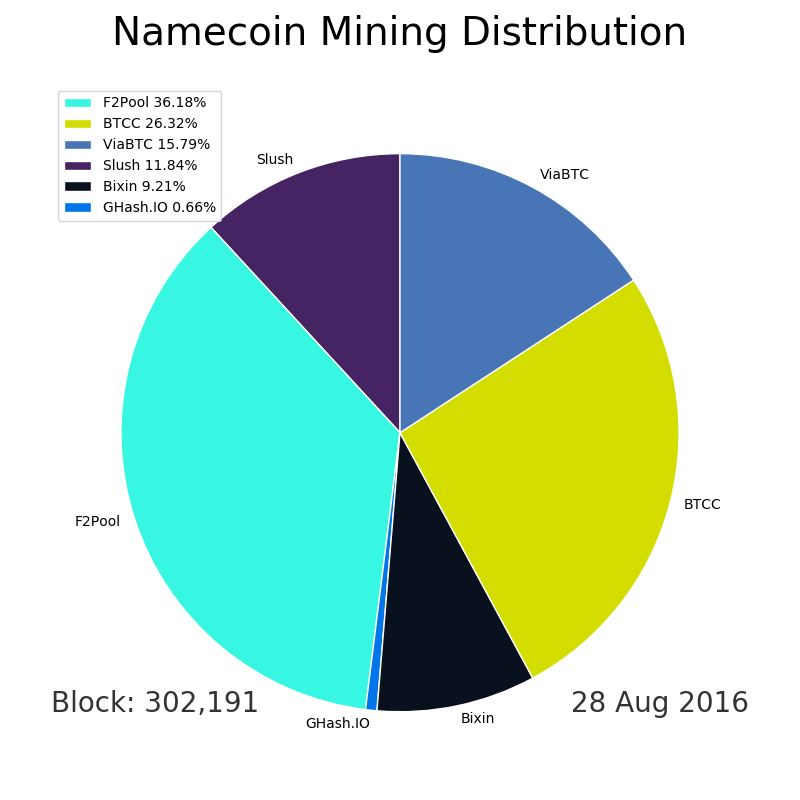 Namecoin Mining Distribution
F2Pool 36.18%
BTCC 26.32%
ViaBTC 15.79%
Slush 11.84%
Bixin 9.21%
GHash.IO 0.66%
Slush
ViaBTC
BTCC
F2Pool
Block: 302,191
28 Aug 2016
GHash.IO
Bixin